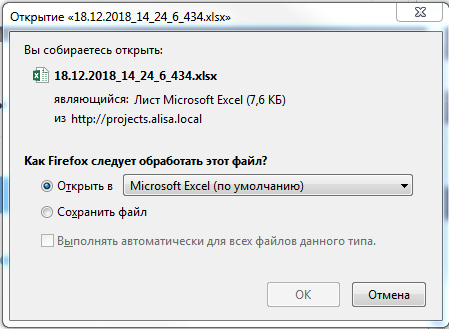 Открытие «18.12.2018_14_24_6_434.xlsx»
Вы собираетесь открыть:
18.12.2018_14_24_6_434.xlsx
являющийся: Лист Microsoft Excel (7,6 КБ)
из http://projects.alisa.local
Как Firefox следует обработать этот файл?
Открыть в Microsoft Excel (по умолчанию)
Сохранить файл
Выполнять автоматически для всех файлов данного типа.
ОК Отмена